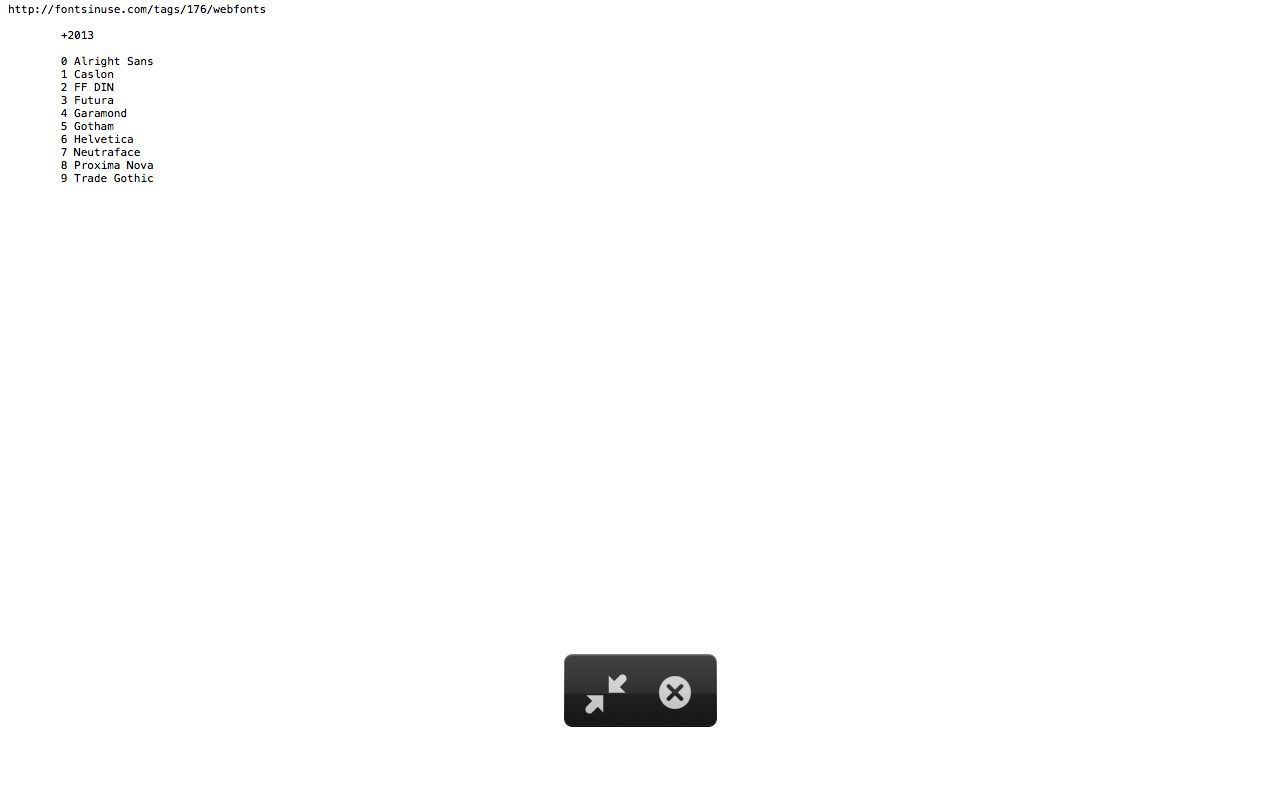 http://fontsinuse.com/tags/176/webfonts
+2013
0 Alright Sans
1 Caslon
2 FF DIN
3 Futura
4 Garamond
5 Gotham
6 Helvetica
7 Neutraface
8 Proxima Nova
9 Trade Gothic